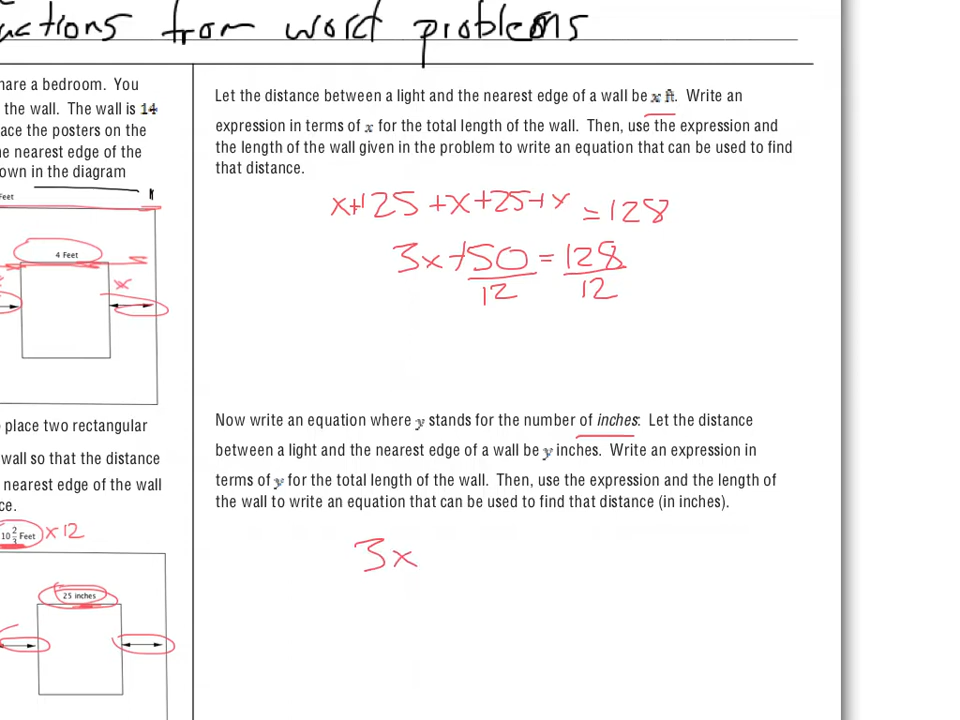 uations from word problems
hare a bedroom. You
the wall. The wall is 14
ace the posters on the
ne nearest edge of the
own in the diagram
Feet
4 Feet
x
place two rectangular
wall so that the distance
nearest edge of the wall
ce.
10 2/3 Feet x 12
25 inches
Let the distance between a light and the nearest edge of a wall be x ft. Write an
expression in terms of x for the total length of the wall. Then, use the expression and
the length of the wall given in the problem to write an equation that can be used to find
that distance.
x+25 +x+25+x = 128
3x+50/12 = 128/12
Now write an equation where y stands for the number of inches. Let the distance
between a light and the nearest edge of a wall be y inches. Write an expression in
terms of y for the total length of the wall. Then, use the expression and the length of
the wall to write an equation that can be used to find that distance (in inches).
3x